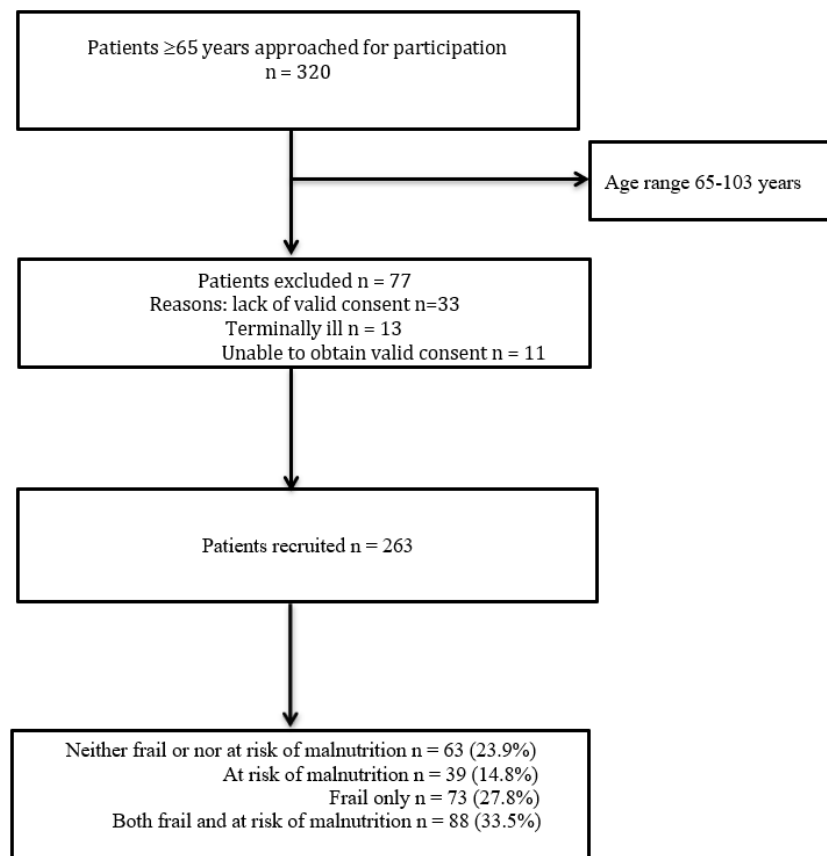 Patients ≥65 years approached for participation
n = 320
Age range 65-103 years
Patients excluded n = 77
Reasons: lack of valid consent n=33
Terminally ill n = 13
Unable to obtain valid consent n = 11
Patients recruited n = 263
Neither frail or nor at risk of malnutrition n = 63 (23.9%)
At risk of malnutrition n = 39 (14.8%)
Frail only n = 73 (27.8%)
Both frail and at risk of malnutrition n = 88 (33.5%)